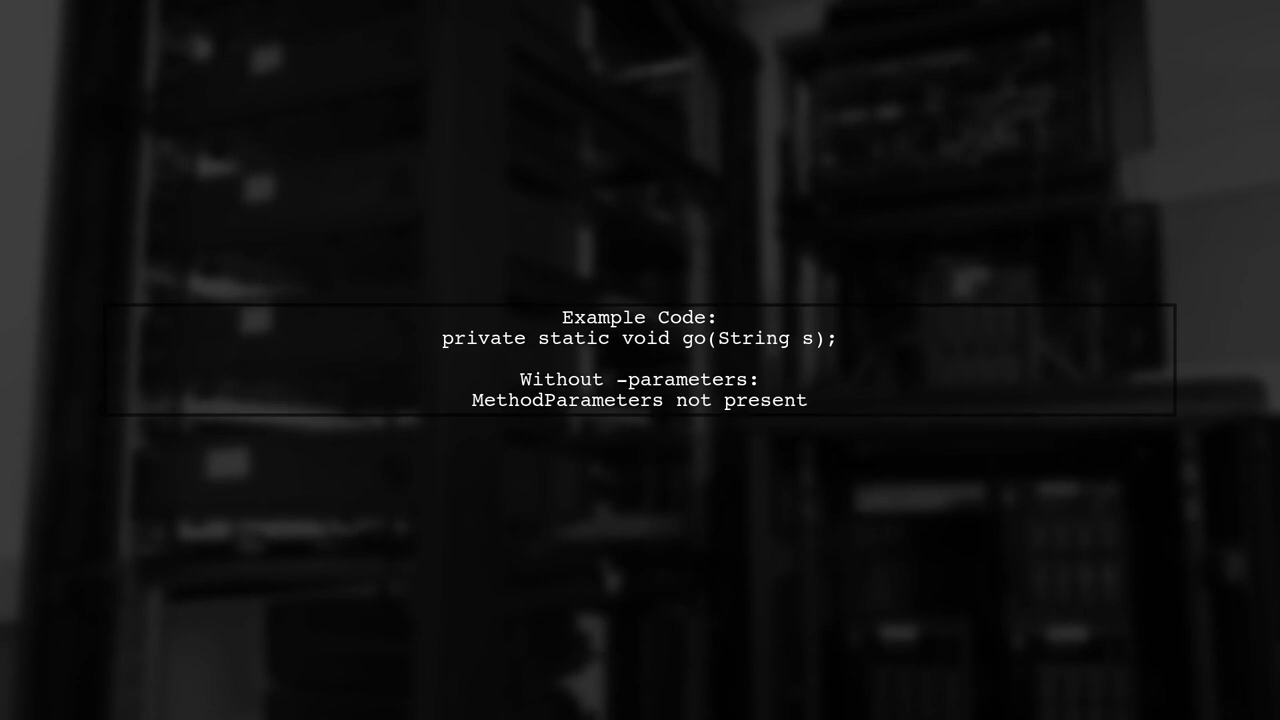 Example Code:
private static void go(String s);
Without -parameters:
MethodParameters not present